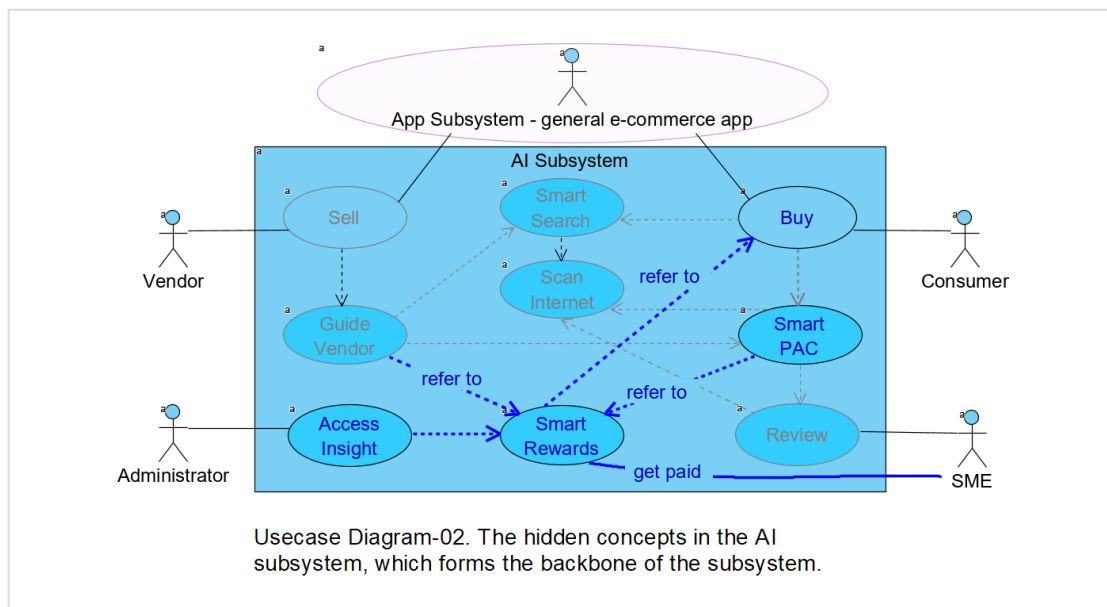 a
a
App Subsystem - general e-commerce app
a
AI Subsystem
a
Sell
a
Smart
Search
a
Buy
a
Vendor
a
Consumer
refer to
a
Scan
Internet
a
Guide
Vendor
a
Smart
PAC
refer to
refer to
a
Administrator
a
Access
Insight
a
Smart
Rewards
a
Review
a
SME
get paid
Usecase Diagram-02. The hidden concepts in the AI
subsystem, which forms the backbone of the subsystem.